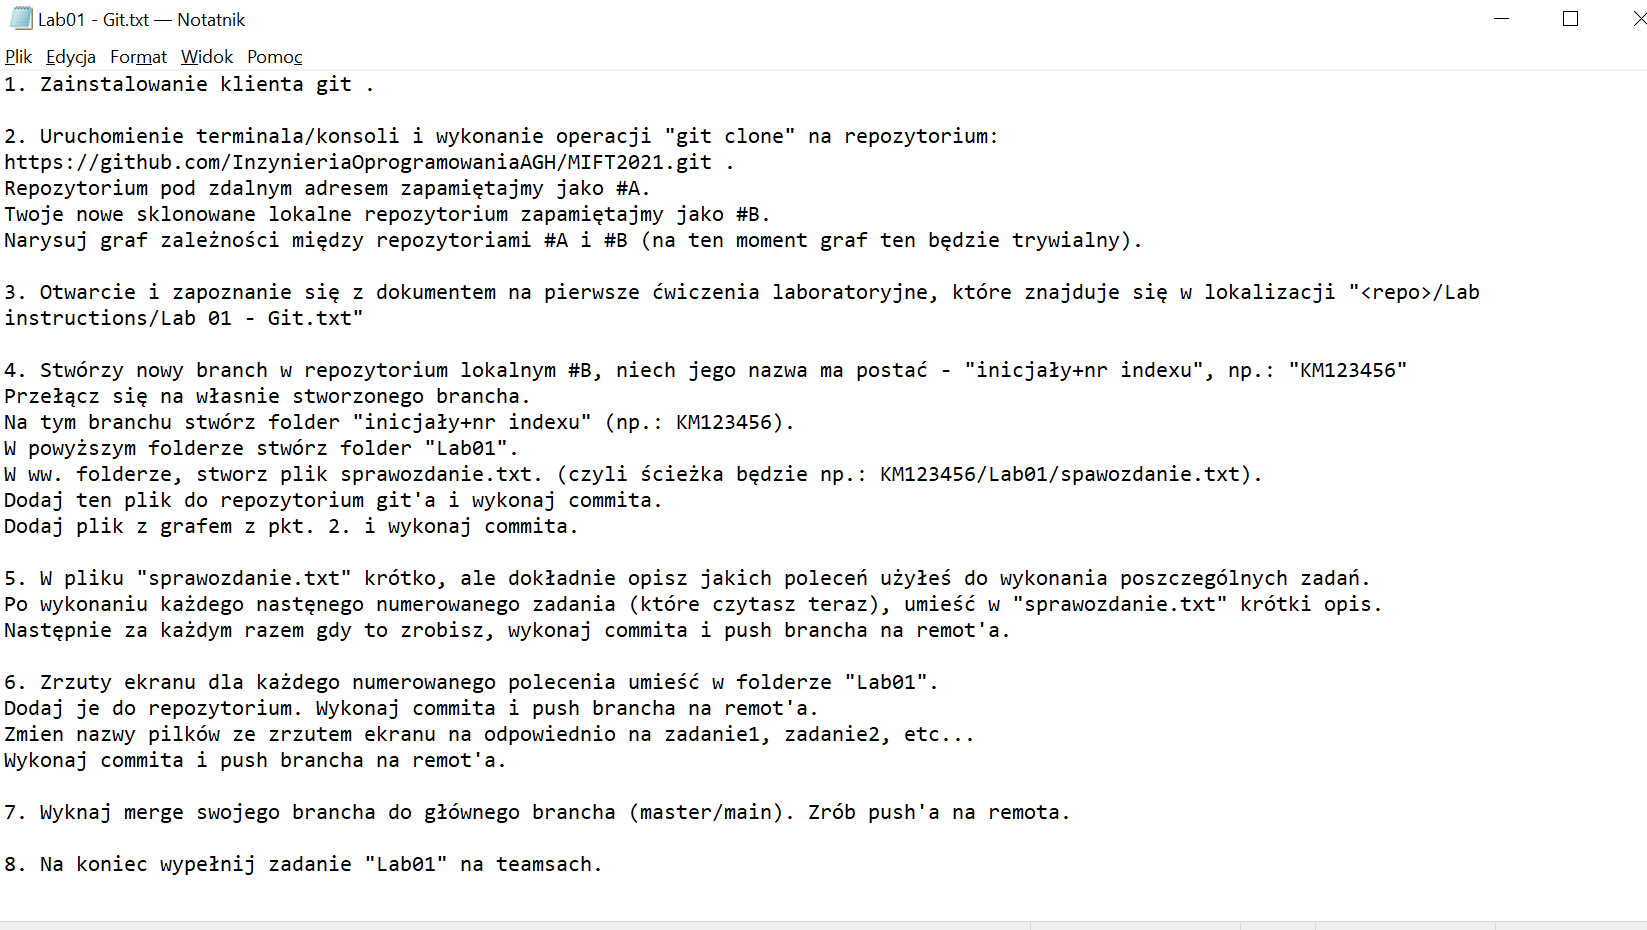 Lab01 - Git.txt — Notatnik
Plik Edycja Format Widok Pomoc
1. Zainstalowanie klienta git .
2. Uruchomienie terminala/konsoli i wykonanie operacji "git clone" na repozytorium:
https://github.com/InzynieriaOprogramowaniaAGH/MIFT2021.git .
Repozytorium pod zdalnym adresem zapamiętajmy jako #A.
Twoje nowe sklonowane lokalne repozytorium zapamiętajmy jako #B.
Narysuj graf zależności między repozytoriami #A i #B (na ten moment graf ten będzie trywialny).
3. Otwarcie i zapoznanie się z dokumentem na pierwsze ćwiczenia laboratoryjne, które znajduje się w lokalizacji "<repo>/Lab
instructions/Lab 01 - Git.txt"
4. Stwórzy nowy branch w repozytorium lokalnym #B, niech jego nazwa ma postać - "inicjały+nr indexu", np.: "KM123456"
Przełącz się na własnie stworzonego brancha.
Na tym branchu stwórz folder "inicjały+nr indexu" (np.: KM123456).
W powyższym folderze stwórz folder "Lab01".
W ww. folderze, stworz plik sprawozdanie.txt. (czyli ścieżka będzie np.: KM123456/Lab01/spawozdanie.txt).
Dodaj ten plik do repozytorium git'a i wykonaj commita.
Dodaj plik z grafem z pkt. 2. i wykonaj commita.
5. W pliku "sprawozdanie.txt" krótko, ale dokładnie opisz jakich poleceń użyłeś do wykonania poszczególnych zadań.
Po wykonaniu każdego nastęnego numerowanego zadania (które czytasz teraz), umieść w "sprawozdanie.txt" krótki opis.
Następnie za każdym razem gdy to zrobisz, wykonaj commita i push brancha na remot'a.
6. Zrzuty ekranu dla każdego numerowanego polecenia umieść w folderze "Lab01".
Dodaj je do repozytorium. Wykonaj commita i push brancha na remot'a.
Zmien nazwy pilków ze zrzutem ekranu na odpowiednio na zadanie1, zadanie2, etc...
Wykonaj commita i push brancha na remot'a.
7. Wyknaj merge swojego brancha do głównego brancha (master/main). Zrób push'a na remota.
8. Na koniec wypełnij zadanie "Lab01" na teamsach.